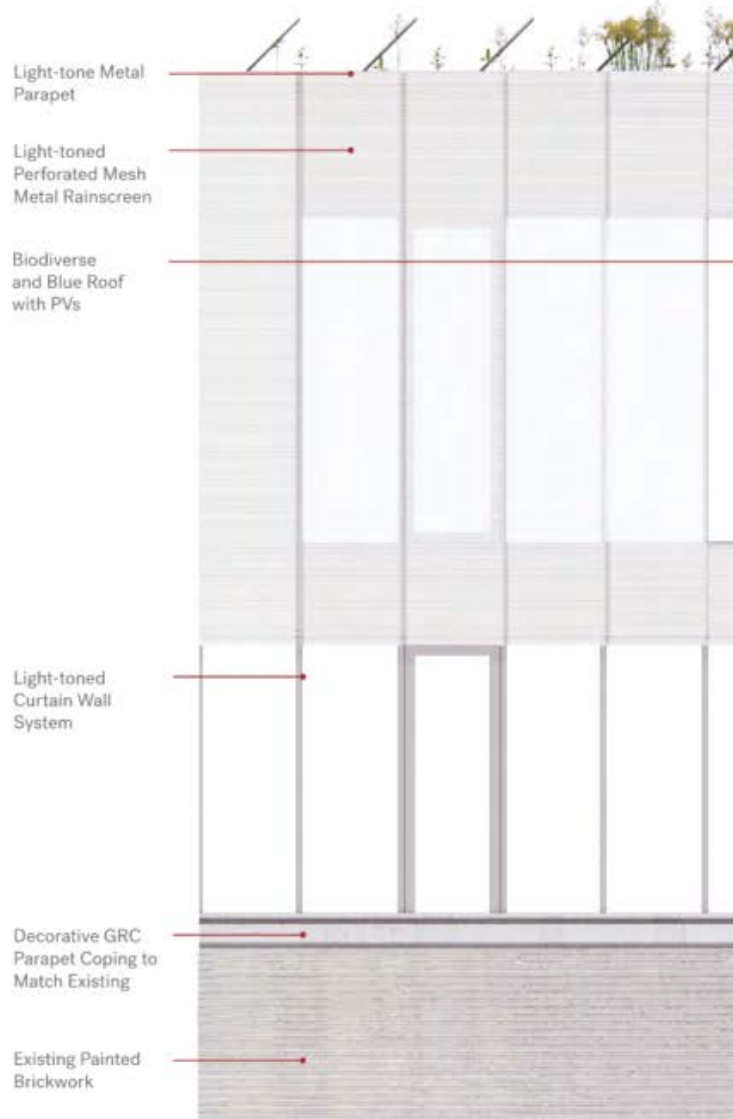 Light-tone Metal
Parapet
Light-toned
Perforated Mesh
Metal Rainscreen
Biodiverse
and Blue Roof
with PVs
Light-toned
Curtain Wall
System
Decorative GRC
Parapet Coping to
Match Existing
Existing Painted
Brickwork